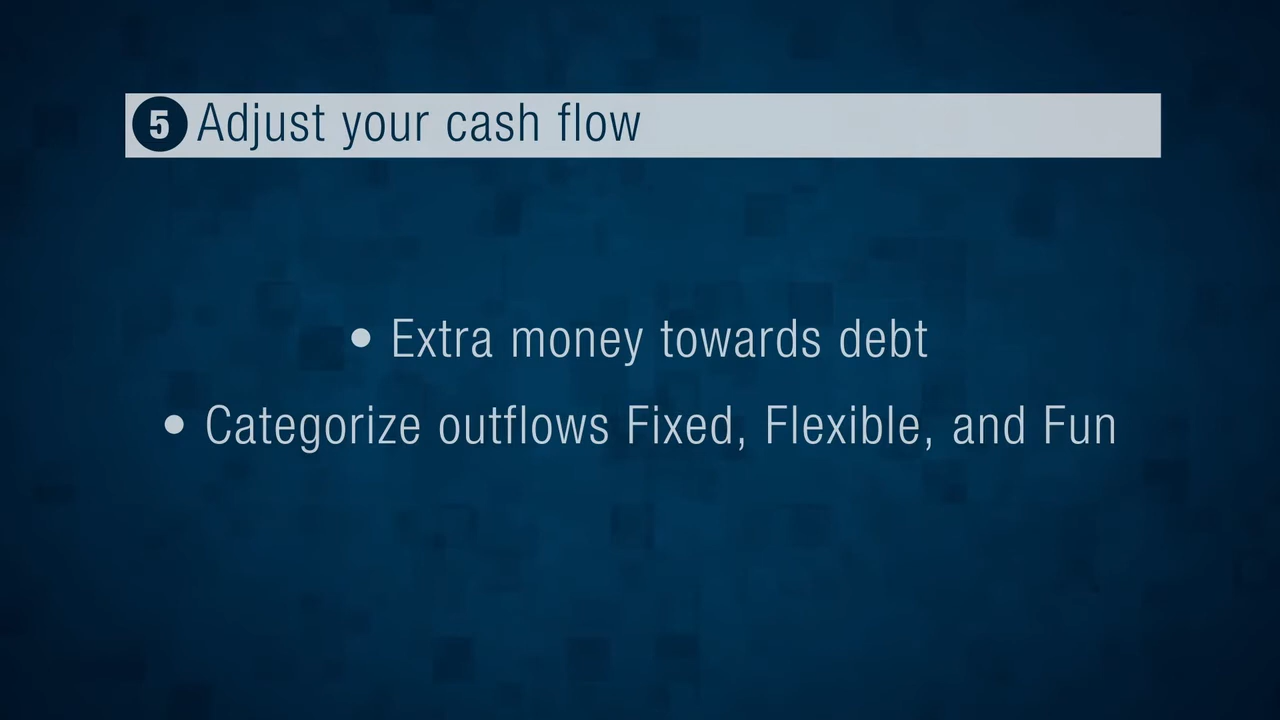 5 Adjust your cash flow
• Extra money towards debt
• Categorize outflows Fixed, Flexible, and Fun